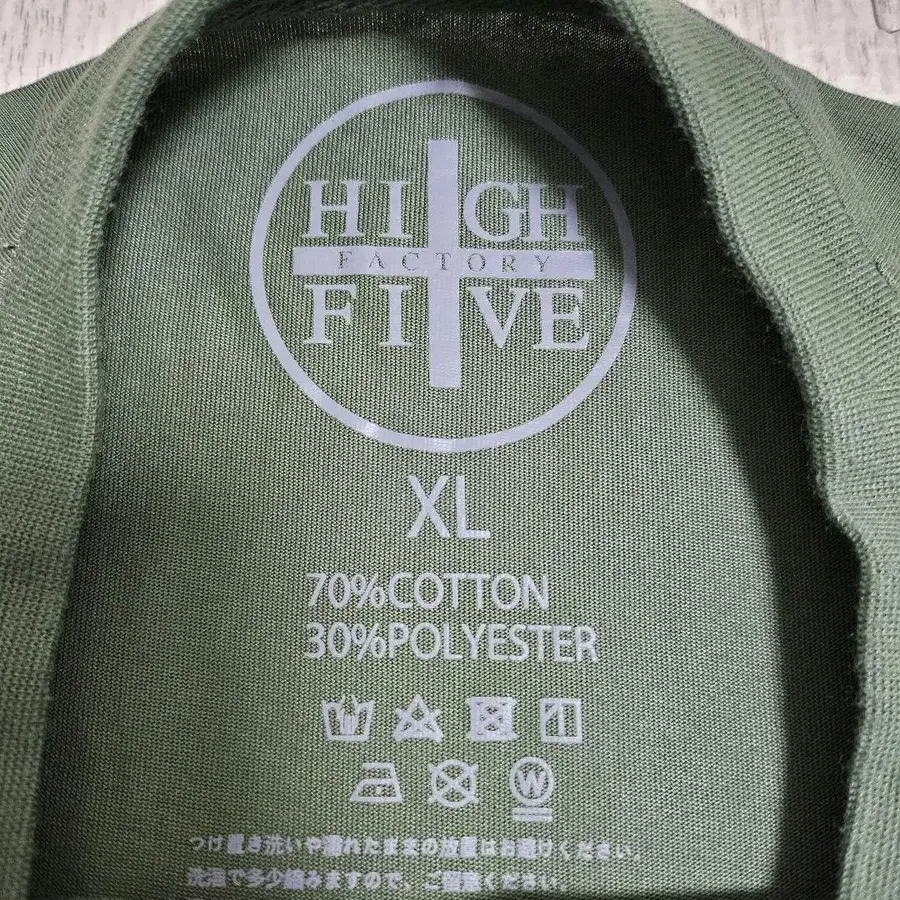 HIGH
FACTORY
FIVE
XL
70%COTTON
30%POLYESTER
W
つけ置き洗いや濡れたままの放置はお避けください。
洗濯で多少縮みますので、ご留意ください。